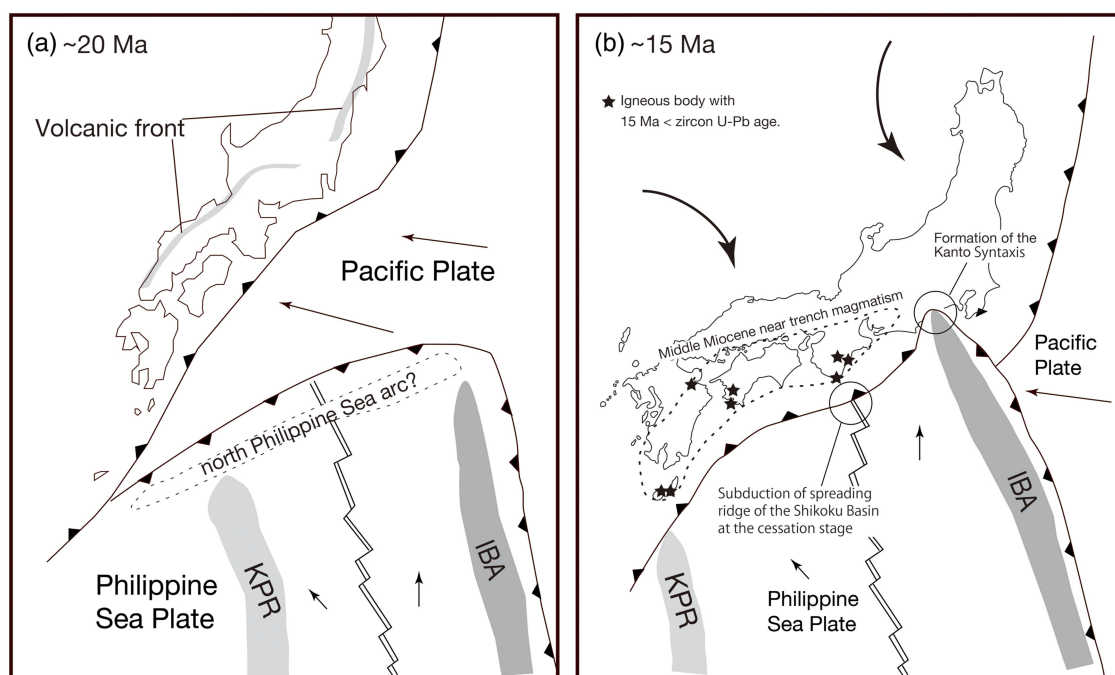 (a) ~20 Ma
Volcanic front
Pacific Plate
north Philippine Sea arc?
KPR
IBA
Philippine
Sea Plate
(b) ~15 Ma
★ Igneous body with
15 Ma < zircon U-Pb age.
Formation of the
Kanto Syntaxis
Middle Miocene near trench magmatism
Pacific
Plate
Subduction of spreading
ridge of the Shikoku Basin
at the cessation stage
IBA
KPR
Philippine
Sea Plate